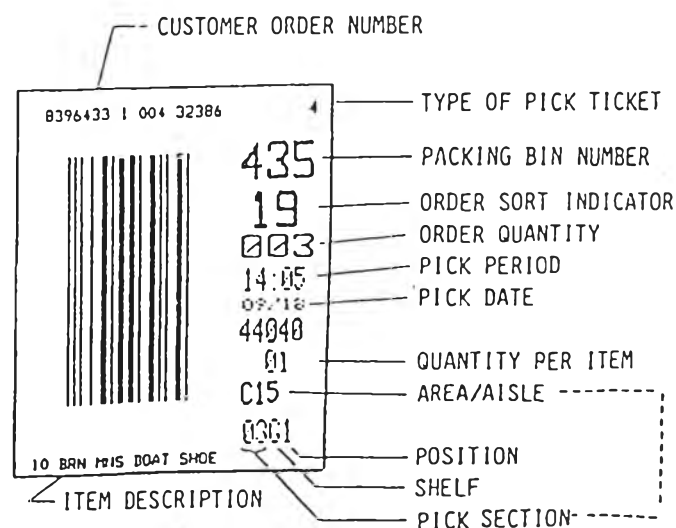 CUSTOMER ORDER NUMBER
8396433 1 004 32386
4
TYPE OF PICK TICKET
435
PACKING BIN NUMBER
19
ORDER SORT INDICATOR
003
ORDER QUANTITY
14:05
PICK PERIOD
09/18
PICK DATE
44040
01
QUANTITY PER ITEM
C15
AREA/AISLE
0301
POSITION
10 BRN BOAT SHOE
SHELF
ITEM DESCRIPTION
PICK SECTION